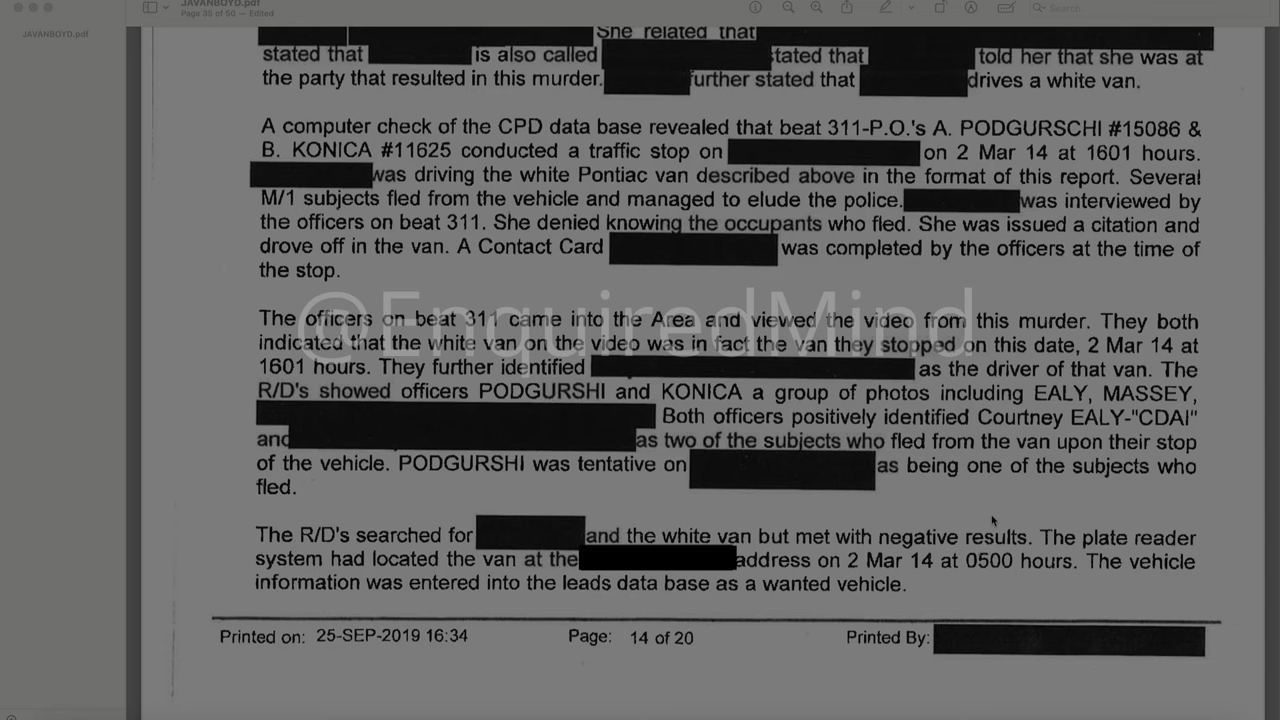 JAVANBOYD.pdf
Page 35 of 50 — Edited
Search
JAVANBOYD.pdf
She related that
stated that is also called stated that told her that she was at
the party that resulted in this murder. further stated that drives a white van.
A computer check of the CPD data base revealed that beat 311-P.O.'s A. PODGURSCHI #15086 &
B. KONICA #11625 conducted a traffic stop on on 2 Mar 14 at 1601 hours.
was driving the white Pontiac van described above in the format of this report. Several
M/1 subjects fled from the vehicle and managed to elude the police. was interviewed by
the officers on beat 311. She denied knowing the occupants who fled. She was issued a citation and
drove off in the van. A Contact Card was completed by the officers at the time of
the stop.
@EnquiredMind
The officers on beat 311 came into the Area and viewed the video from this murder. They both
indicated that the white van on the video was in fact the van they stopped on this date, 2 Mar 14 at
1601 hours. They further identified as the driver of that van. The
R/D's showed officers PODGURSHI and KONICA a group of photos including EALY, MASSEY,
Both officers positively identified Courtney EALY-"CDAI"
and as two of the subjects who fled from the van upon their stop
of the vehicle. PODGURSHI was tentative on as being one of the subjects who
fled.
The R/D's searched for and the white van but met with negative results. The plate reader
system had located the van at the address on 2 Mar 14 at 0500 hours. The vehicle
information was entered into the leads data base as a wanted vehicle.
Printed on: 25-SEP-2019 16:34 Page: 14 of 20 Printed By: